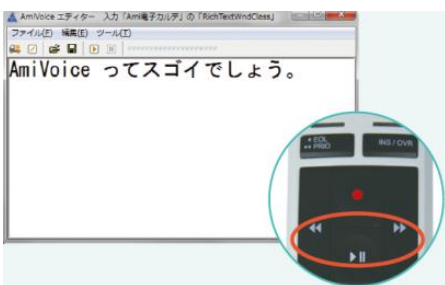 AmiVoice エディター 入力「Ami電子カルテ」の「RichTextWndClass」
ファイル(F) 編集(E) ツール(T)
AmiVoice ってスゴイでしょう。
● EOL
●● PRIO
INS / OVR